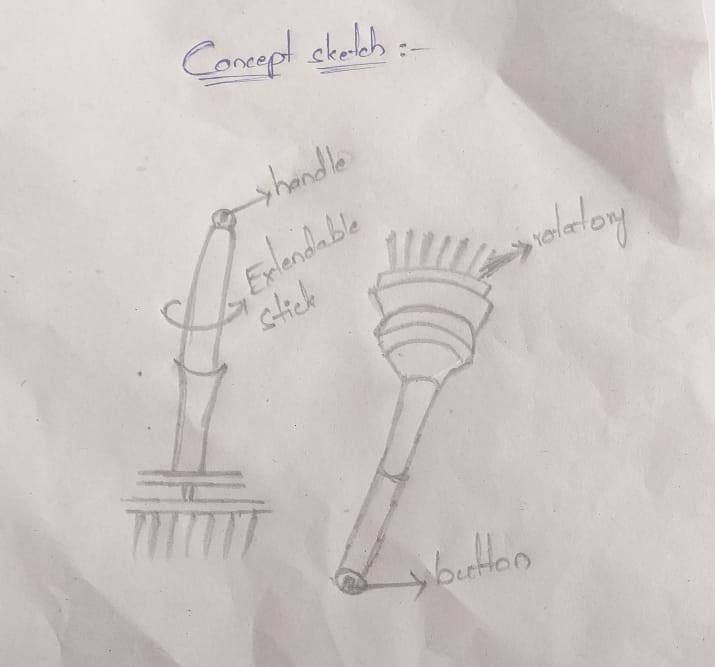 Concept sketch :-
handle
Extendable
stick
rotatory
button